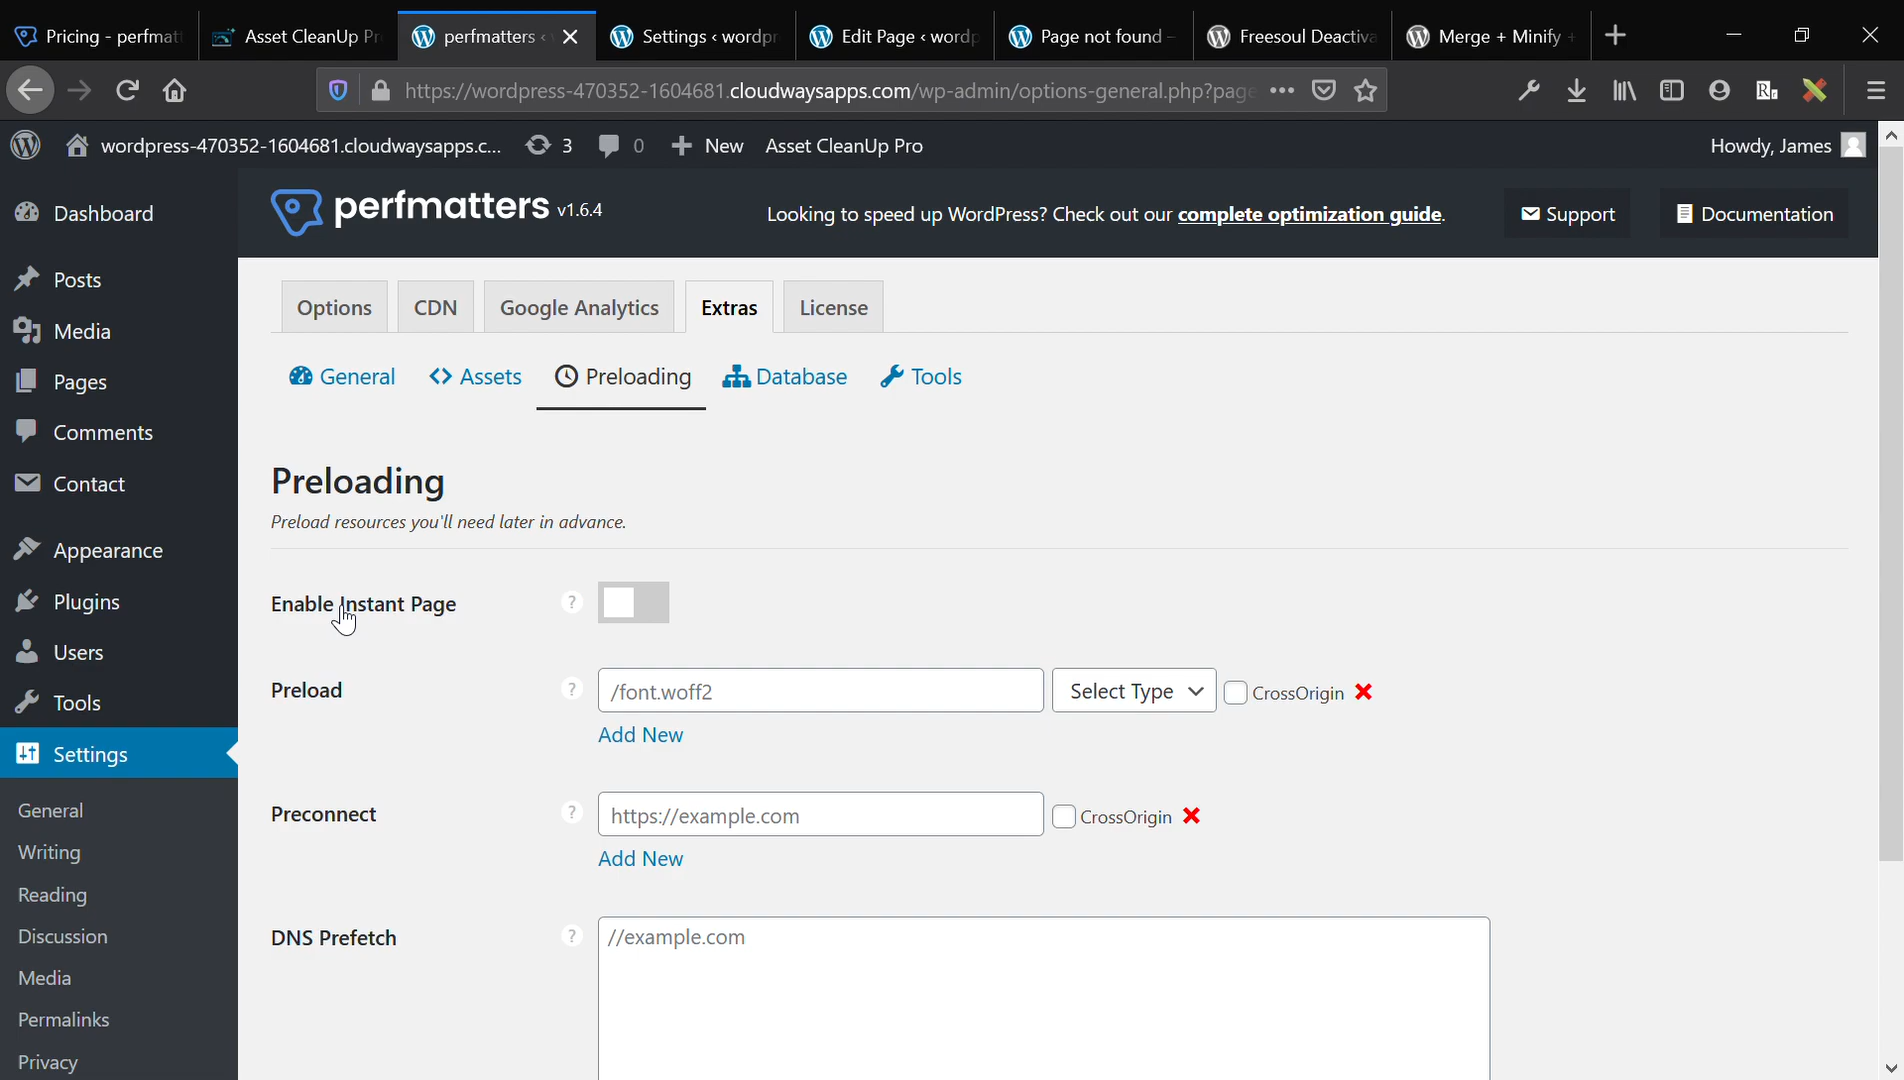 Pricing - perfmat
Asset CleanUp Pr
perfmatters ‹
Settings ‹ wordpr
Edit Page ‹ wordp
Page not found –
Freesoul Deactiva
Merge + Minify +
https://wordpress-470352-1604681.cloudwaysapps.com/wp-admin/options-general.php?page
wordpress-470352-1604681.cloudwaysapps.c...
3
0
New
Asset CleanUp Pro
Howdy, James
perfmatters v1.6.4
Looking to speed up WordPress? Check out our complete optimization guide.
Support
Documentation
Dashboard
Posts
Media
Pages
Comments
Contact
Appearance
Plugins
Users
Tools
Settings
General
Writing
Reading
Discussion
Media
Permalinks
Privacy
Options
CDN
Google Analytics
Extras
License
General
Assets
Preloading
Database
Tools
Preloading
Preload resources you'll need later in advance.
Enable Instant Page ?
Preload ? /font.woff2 Select Type CrossOrigin
Add New
Preconnect ? https://example.com CrossOrigin
Add New
DNS Prefetch ? //example.com